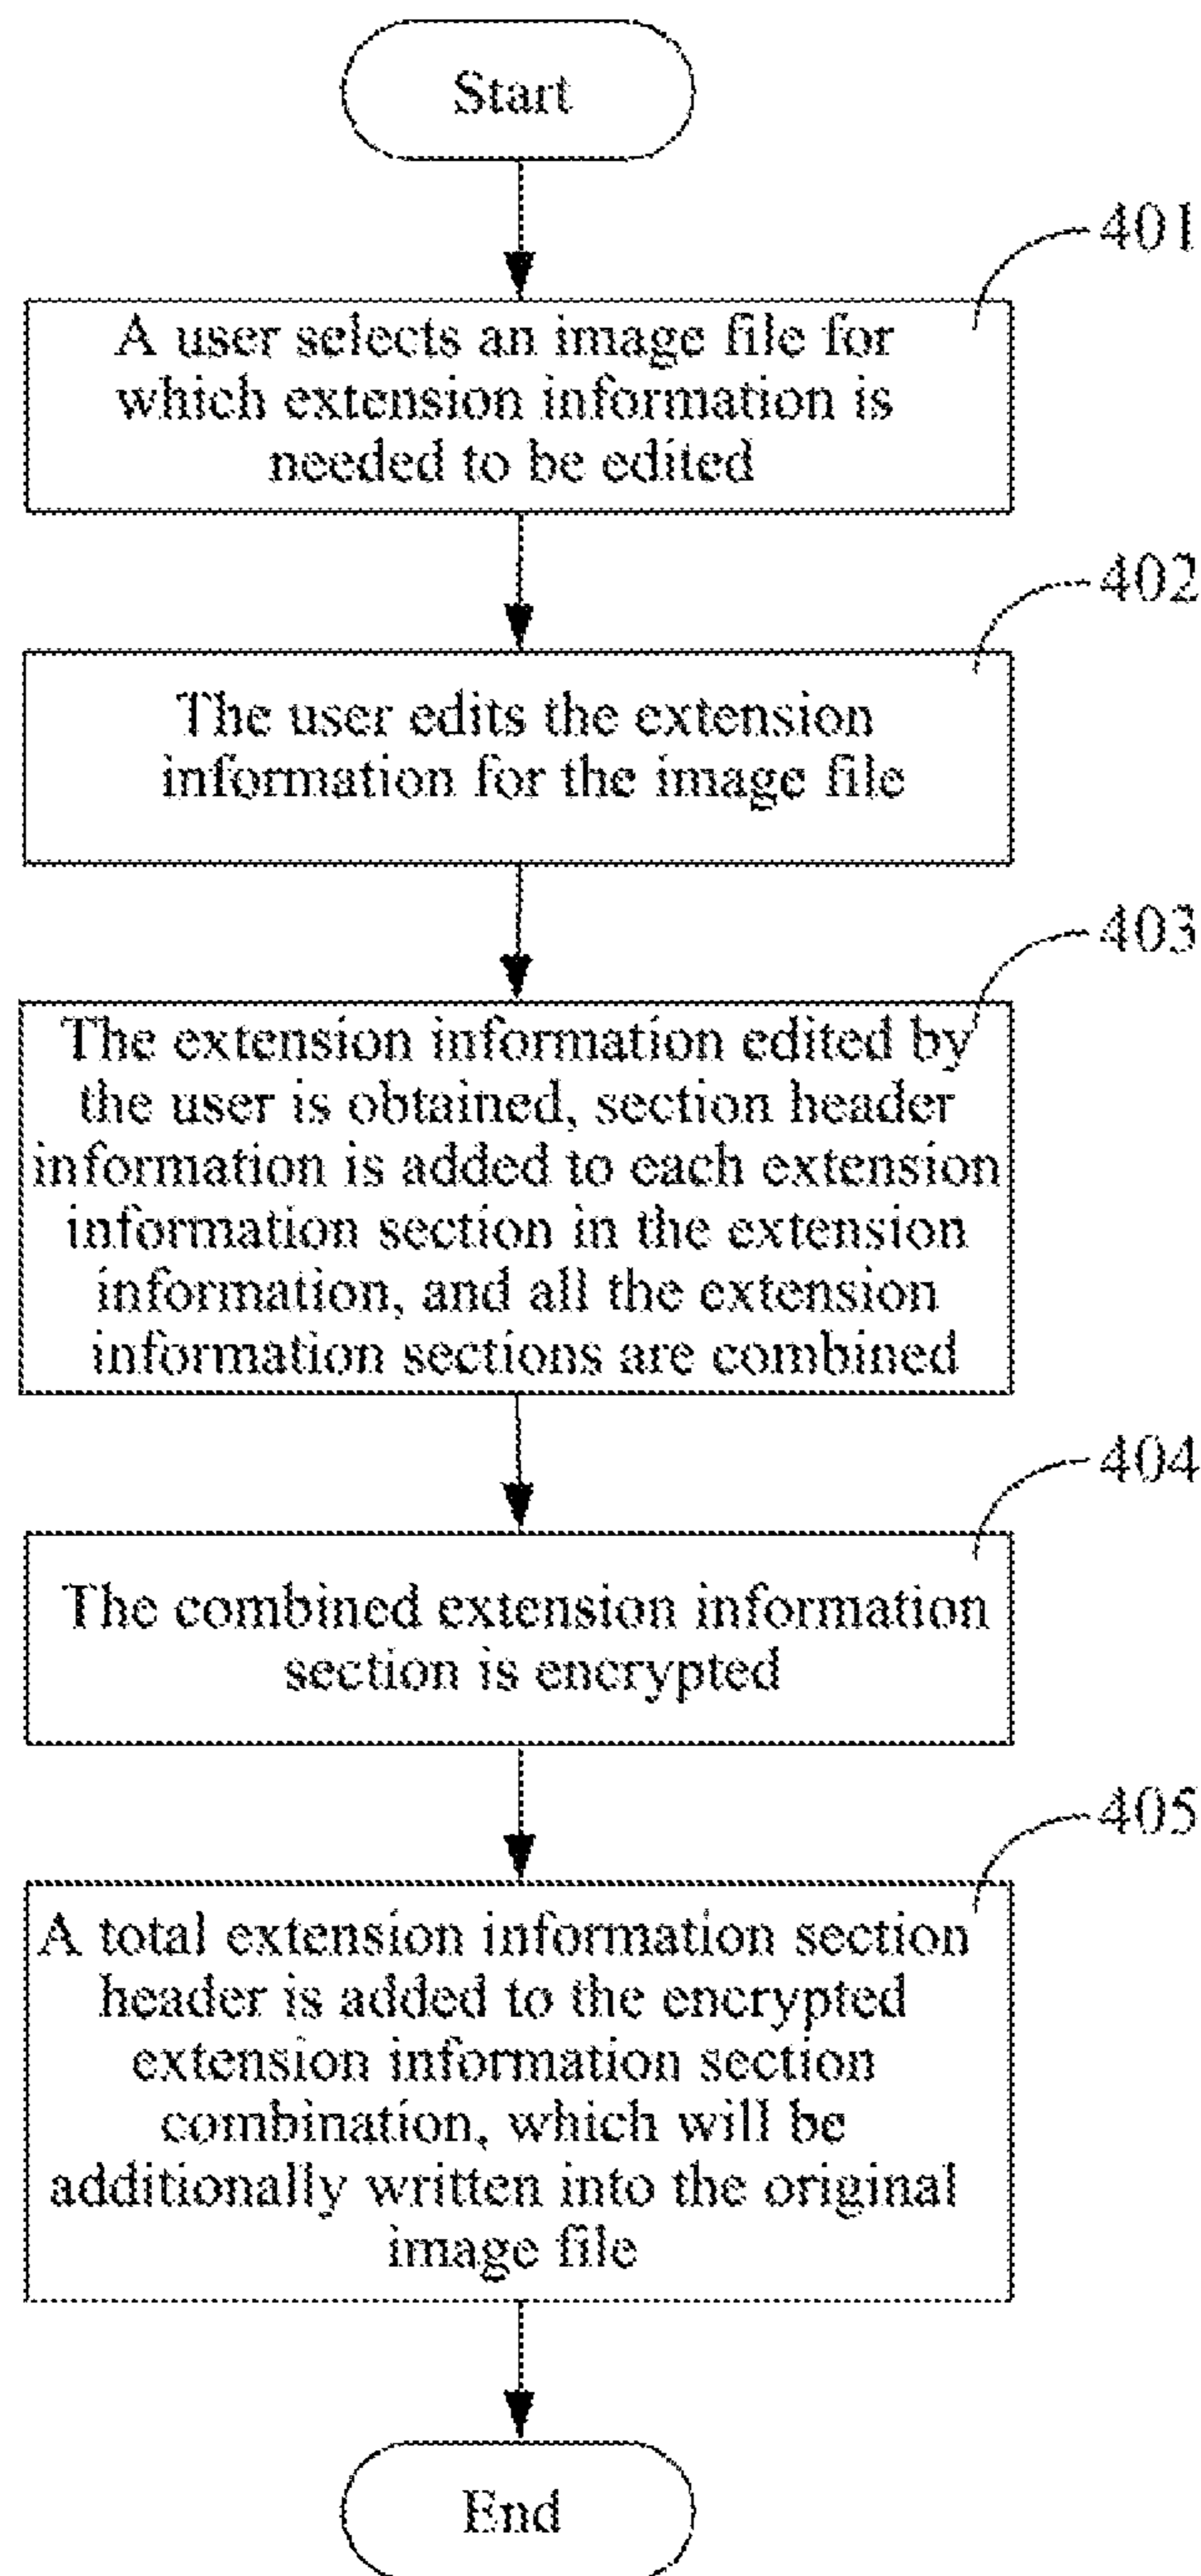 Start
401
A user selects an image file for
which extension information is
needed to be edited
402
The user edits the extension
information for the image file
403
The extension information edited by
the user is obtained, section header
information is added to each extension
information section in the extension
information, and all the extension
information sections are combined
404
The combined extension information
section is encrypted
405
A total extension information section
header is added to the encrypted
extension information section
combination, which will be
additionally written into the original
image file
End